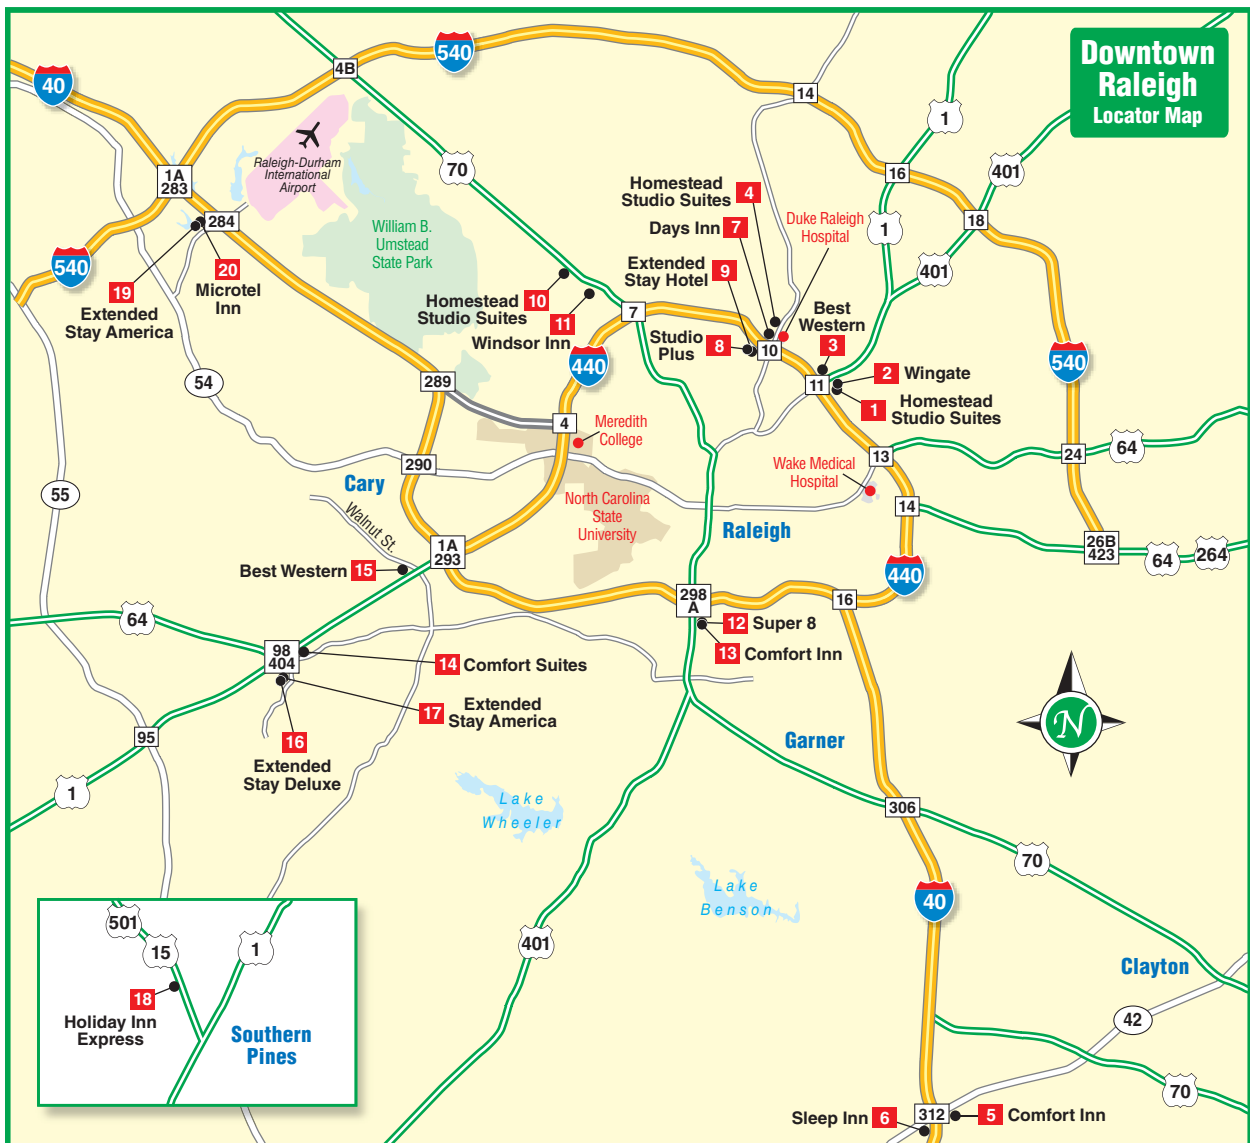 Downtown
Raleigh
Locator Map
540
40
4B
14
1
401
16
1A
283
Raleigh-Durham
International
Airport
70
284
William B.
Umstead
State Park
Homestead
Studio Suites
4
Days Inn
7
Duke Raleigh
Hospital
Extended
Stay Hotel
9
1
18
401
540
19
Extended
Stay America
20
Microtel
Inn
Homestead
Studio Suites
10
11
Windsor Inn
7
Studio
Plus
8
10
Best
Western
3
2
Wingate
11
1
Homestead
Studio Suites
440
540
54
289
4
Meredith
College
13
64
24
290
Cary
Wake Medical
Hospital
55
Walnut St.
North Carolina
State
University
Raleigh
14
26B
423
64
264
1A
293
Best Western
15
440
298
A
16
64
12
Super 8
13
Comfort Inn
98
404
14
Comfort Suites
17
Extended
Stay America
16
Extended
Stay Deluxe
95
1
N
Garner
Lake
Wheeler
306
70
Lake
Benson
40
401
Clayton
501
15
1
18
Holiday Inn
Express
Southern
Pines
42
70
Sleep Inn
6
312
5
Comfort Inn